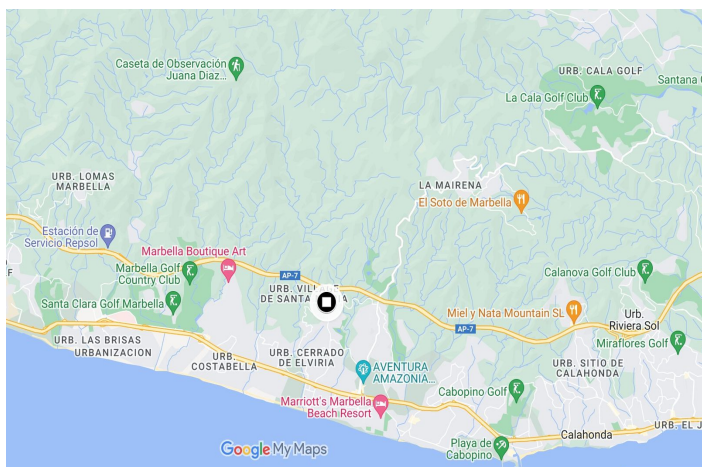 Caseta de Observación
Juana Diaz...
URB. CALA GOLF
Santana
La Cala Golf Club
URB. LOMAS
MARBELLA
LA MAIRENA
El Soto de Marbella
Estación de
Servicio Repsol
Marbella Boutique Art
Marbella Golf
Country Club
AP-7
Calanova Golf Club
Santa Clara Golf Marbella
URB.
DE SANTA
Miel y Nata Mountain SL
AP-7
Urb.
Riviera Sol
Miraflores Golf
URB. LAS BRISAS
URBANIZACION
URB.
COSTABELLA
URB. CERRADO
DE ELVIRIA
AVENTURA
AMAZONIA...
URB. SITIO DE
CALAHONDA
Cabopino Golf
Marriott's Marbella
Beach Resort
Calahonda
URB. EL J
Playa de
Cabopino
Google My Maps